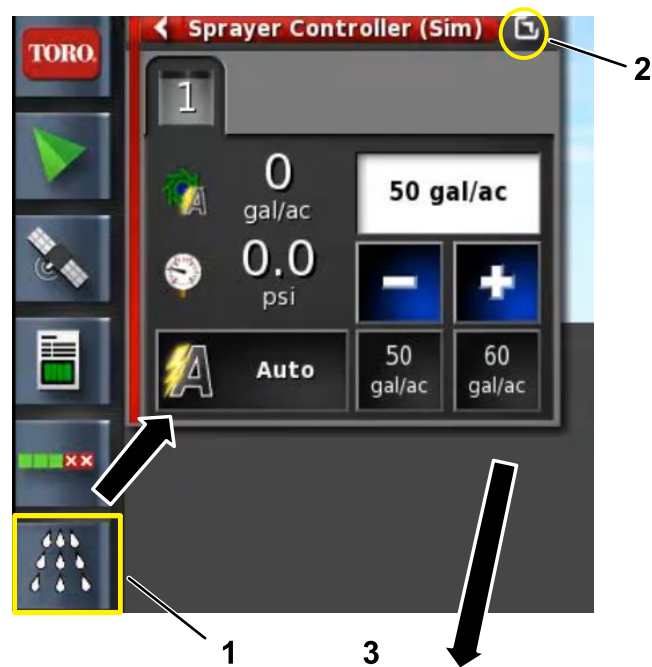 TORO.
Sprayer Controller (Sim)
2
1
0
gal/ac
50 gal/ac
0.0
psi
Auto
50
gal/ac
60
gal/ac
1
3